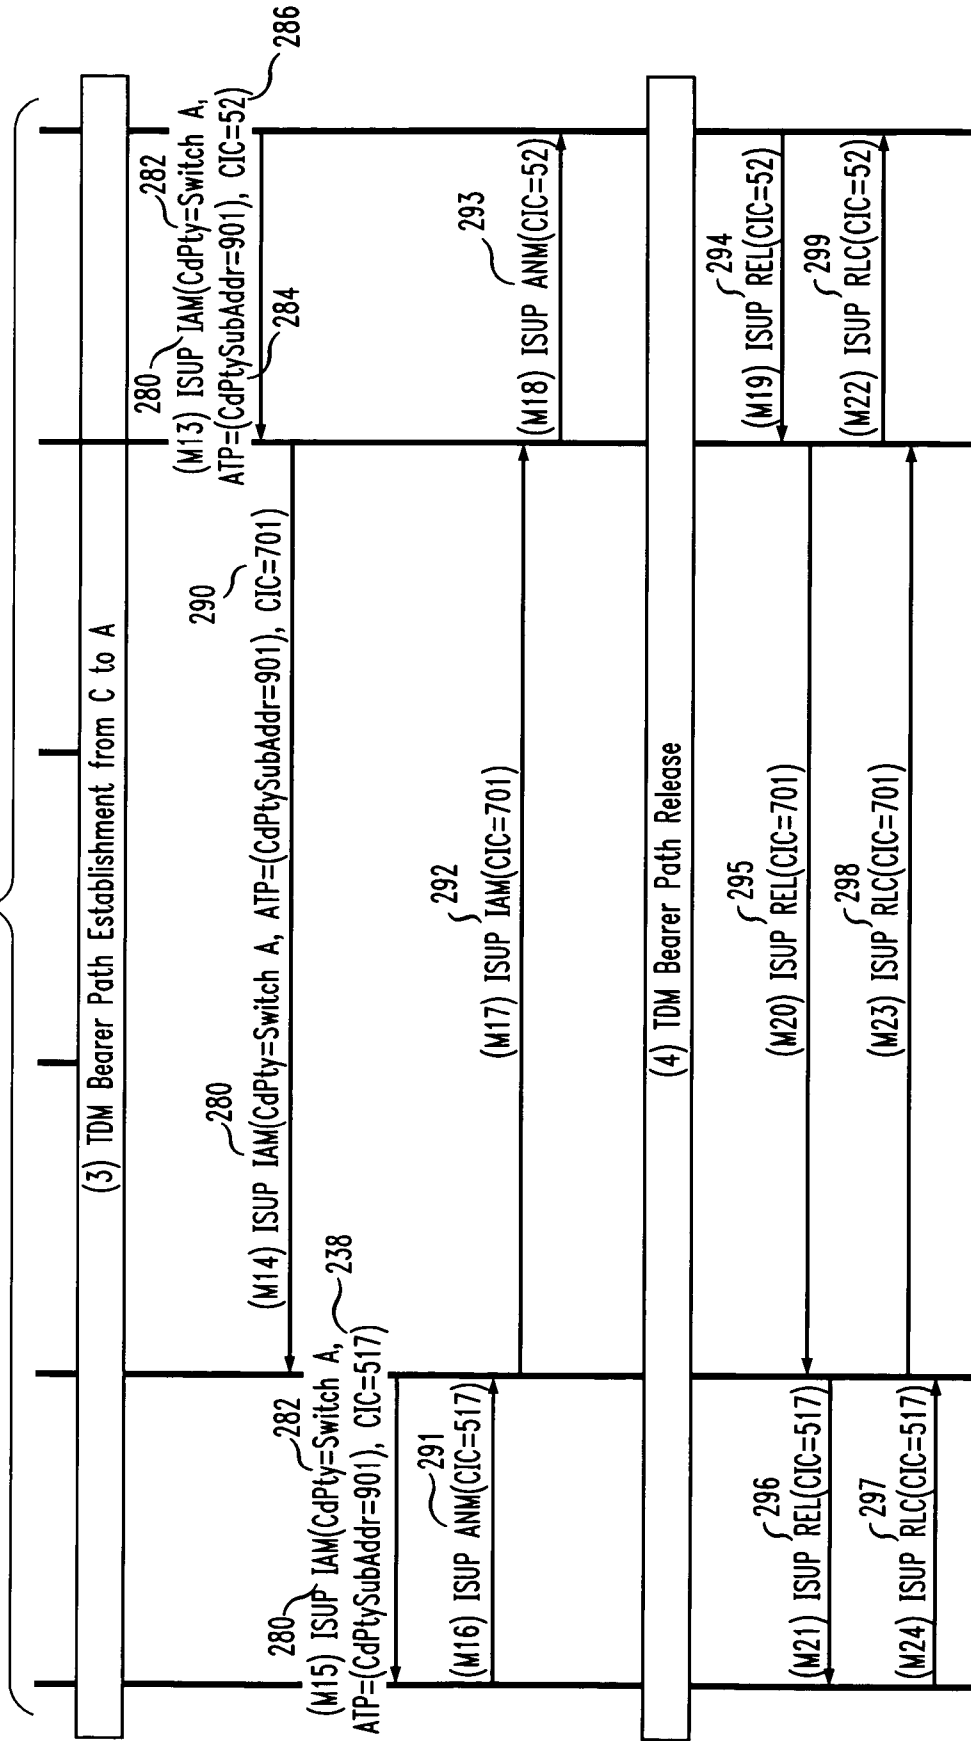 (3) TDM Bearer Path Establishment from C to A
280
282
(M13) ISUP IAM(CdPty=Switch A,
ATP=(CdPtySubAddr=901), CIC=52)
284
286
280
290
(M14) ISUP IAM(CdPty=Switch A, ATP=(CdPtySubAddr=901), CIC=701)
280
282
238
(M15) ISUP IAM(CdPty=Switch A,
ATP=(CdPtySubAddr=901), CIC=517)
291
(M16) ISUP ANM(CIC=517)
292
(M17) ISUP IAM(CIC=701)
293
(M18) ISUP ANM(CIC=52)
(4) TDM Bearer Path Release
294
(M19) ISUP REL(CIC=52)
295
(M20) ISUP REL(CIC=701)
296
(M21) ISUP REL(CIC=517)
299
(M22) ISUP RLC(CIC=52)
298
(M23) ISUP RLC(CIC=701)
297
(M24) ISUP RLC(CIC=517)